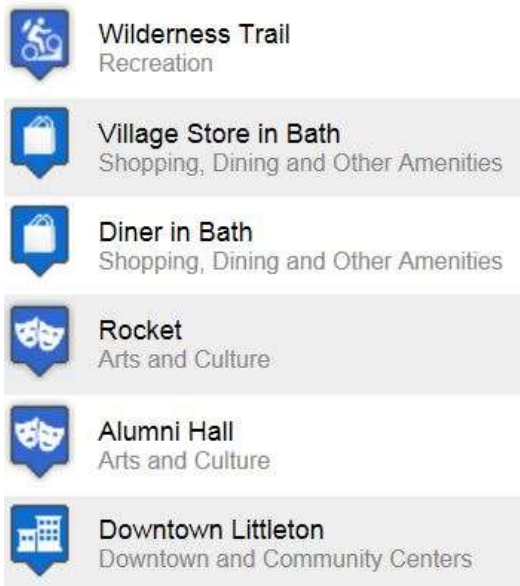 Wilderness Trail
Recreation
Village Store in Bath
Shopping, Dining and Other Amenities
Diner in Bath
Shopping, Dining and Other Amenities
Rocket
Arts and Culture
Alumni Hall
Arts and Culture
Downtown Littleton
Downtown and Community Centers